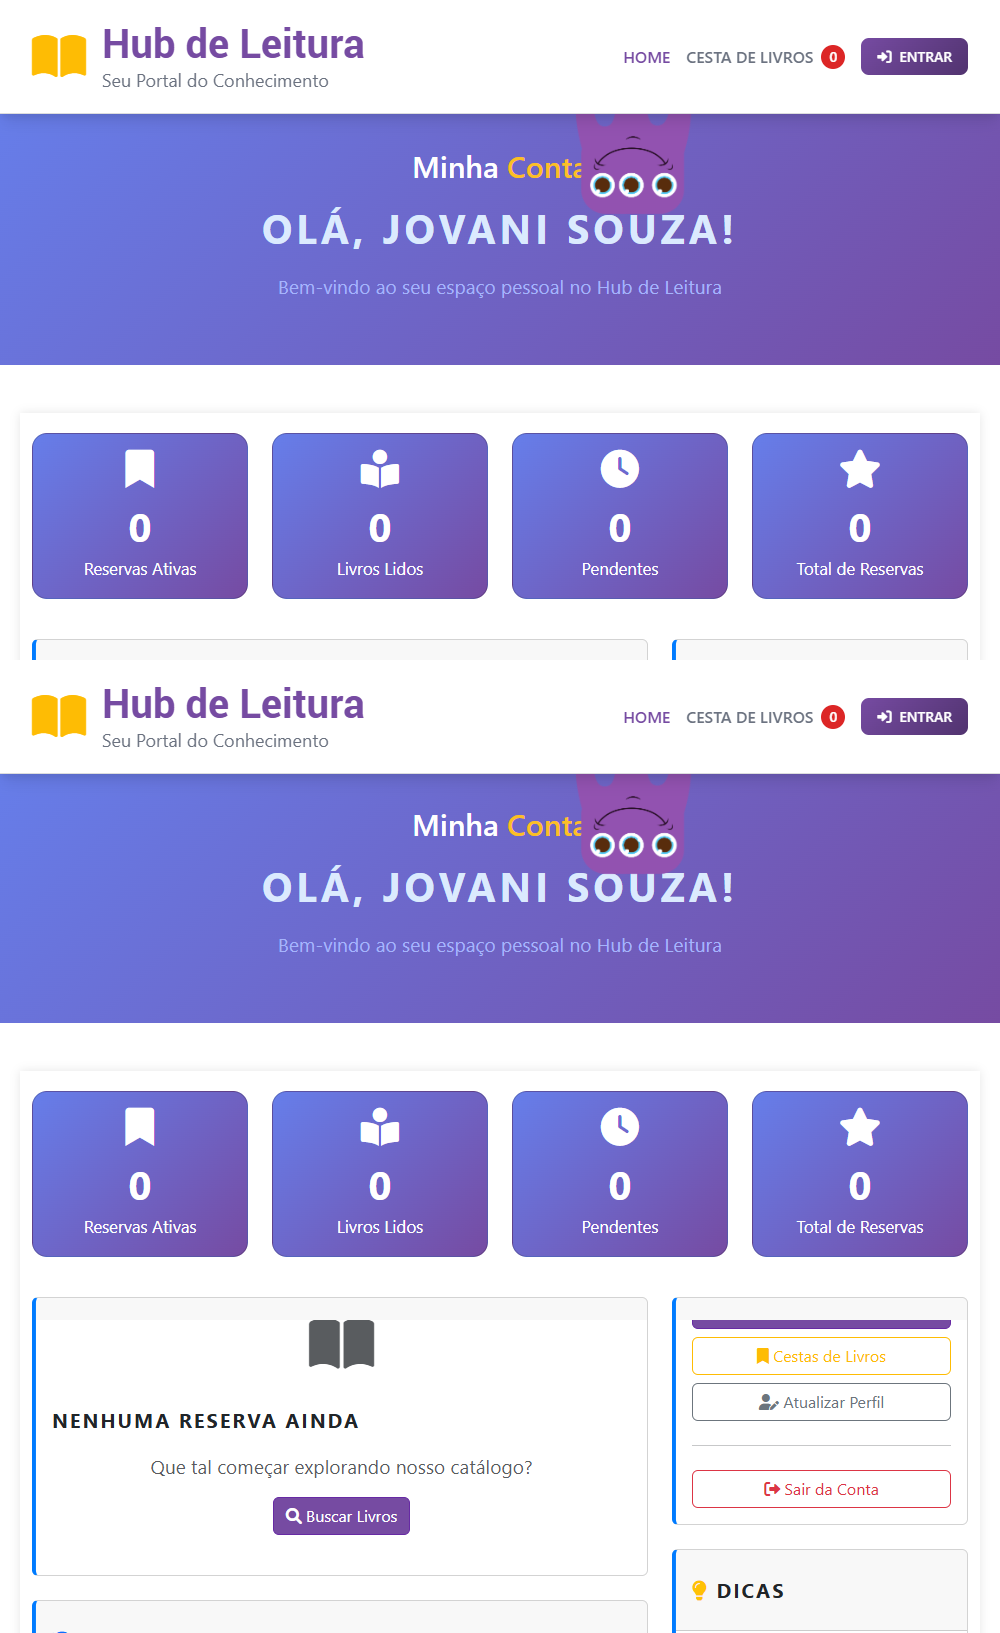 Hub de Leitura
Seu Portal do Conhecimento
HOME CESTA DE LIVROS 0 ENTRAR
Minha Conta
OLÁ, JOVANI SOUZA!
Bem-vindo ao seu espaço pessoal no Hub de Leitura
0 0 0 0
Reservas Ativas Livros Lidos Pendentes Total de Reservas
Hub de Leitura
Seu Portal do Conhecimento
HOME CESTA DE LIVROS 0 ENTRAR
Minha Conta
OLÁ, JOVANI SOUZA!
Bem-vindo ao seu espaço pessoal no Hub de Leitura
0 0 0 0
Reservas Ativas Livros Lidos Pendentes Total de Reservas
NENHUMA RESERVA AINDA
Que tal começar explorando nosso catálogo?
Buscar Livros
Cestas de Livros
Atualizar Perfil
Sair da Conta
DICAS